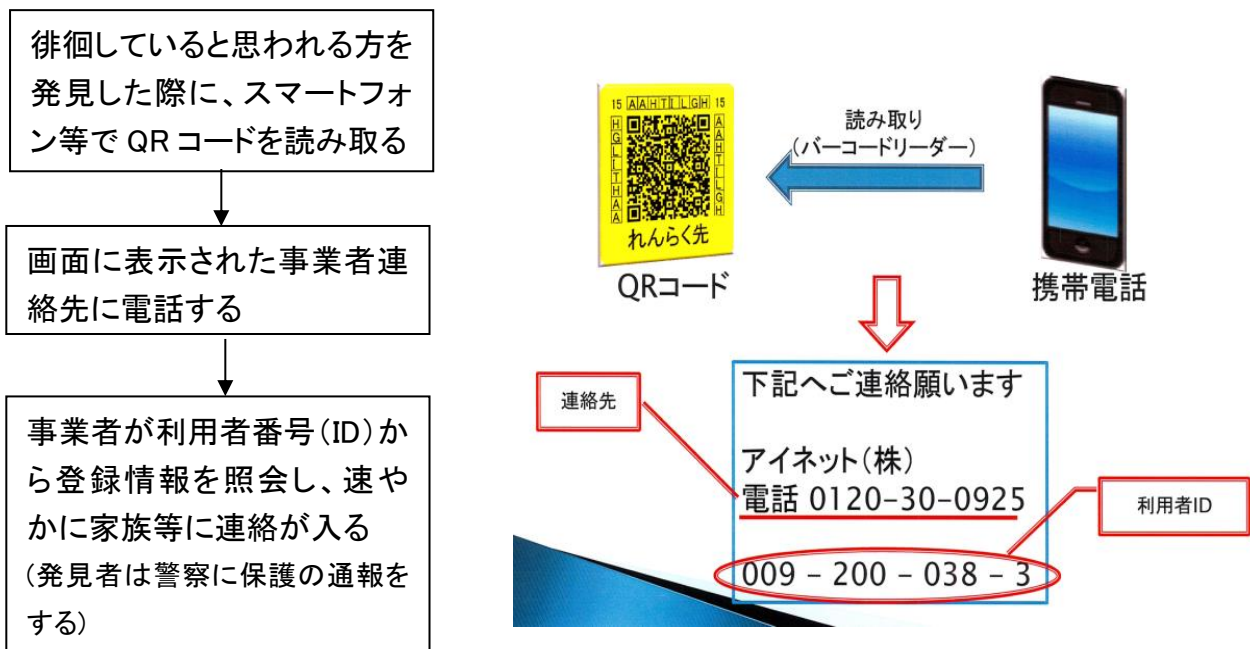 徘徊していると思われる方を
発見した際に、スマートフォ
ン等で QR コードを読み取る
画面に表示された事業者連
絡先に電話する
事業者が利用者番号(ID)か
ら登録情報を照会し、速や
かに家族等に連絡が入る
(発見者は警察に保護の通報を
する)
15 AAHTILGH 15
HGLITHAA
AAHTILGH
れんらく先
QRコード
読み取り
(バーコードリーダー)
携帯電話
連絡先
下記へご連絡願います
アイネット(株)
電話 0120-30-0925
009 - 200 - 038 - 3
利用者ID